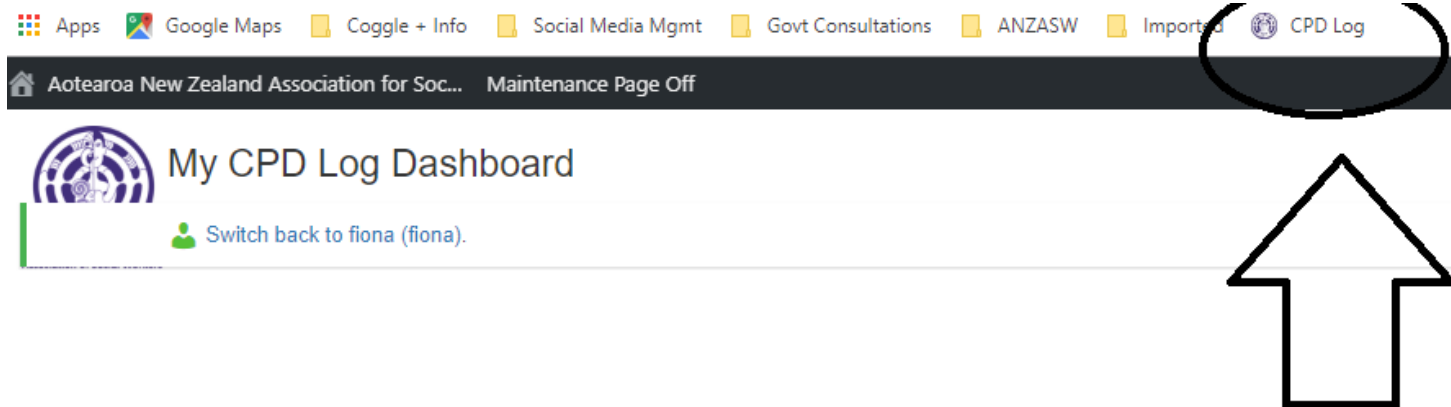 Apps Google Maps Coggle + Info Social Media Mgmt Govt Consultations ANZASW Imported CPD Log
Aotearoa New Zealand Association for Soc... Maintenance Page Off
My CPD Log Dashboard
Switch back to fiona (fiona).